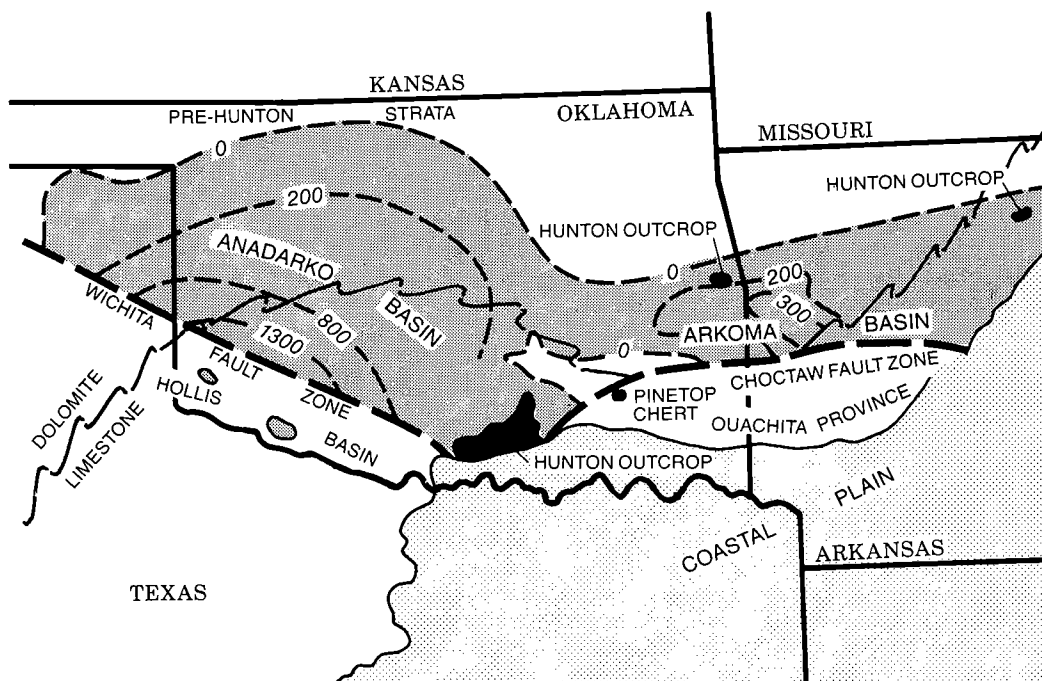 KANSAS
PRE-HUNTON STRATA
OKLAHOMA
MISSOURI
0
HUNTON OUTCROP
200
HUNTON OUTCROP
ANADARKO
BASIN
0
200
300
WICHITA
FAULT
ZONE
800
1300
ARKOMA
BASIN
0
CHOCTAW FAULT ZONE
HOLLIS
BASIN
PINETOP
CHERT
OUACHITA PROVINCE
DOLOMITE
LIMESTONE
HUNTON OUTCROP
COASTAL
PLAIN
ARKANSAS
TEXAS